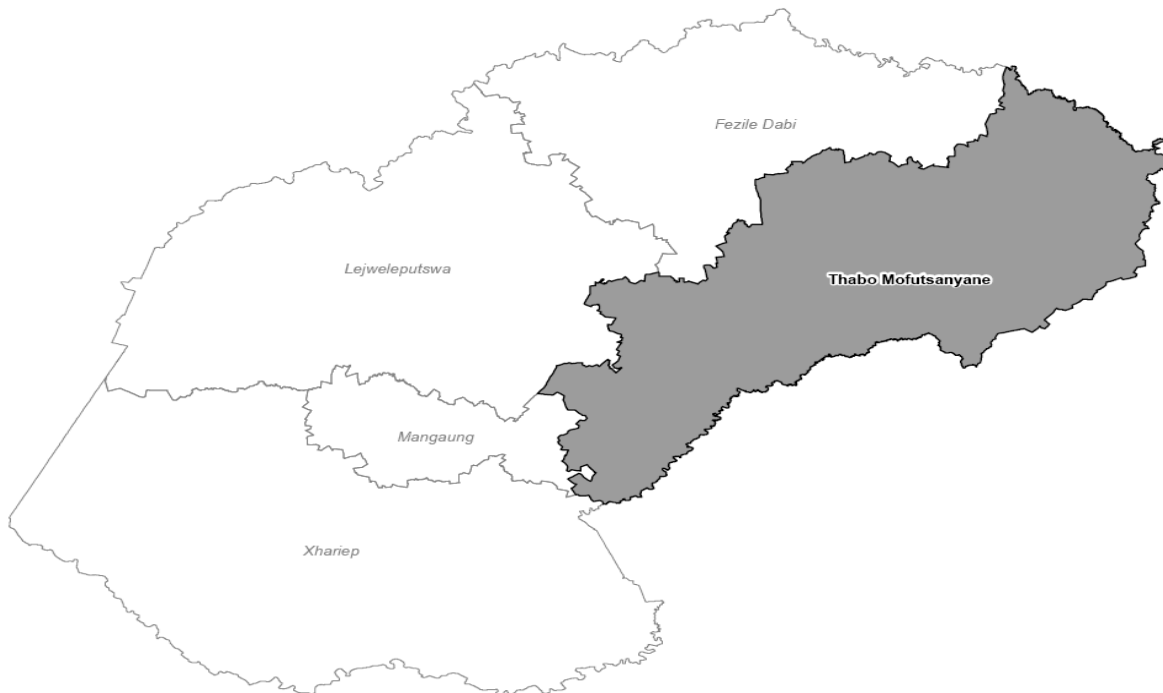 Fezile Dabi
Lejweleputswa
Thabo Mofutsanyane
Mangaung
Xhariep